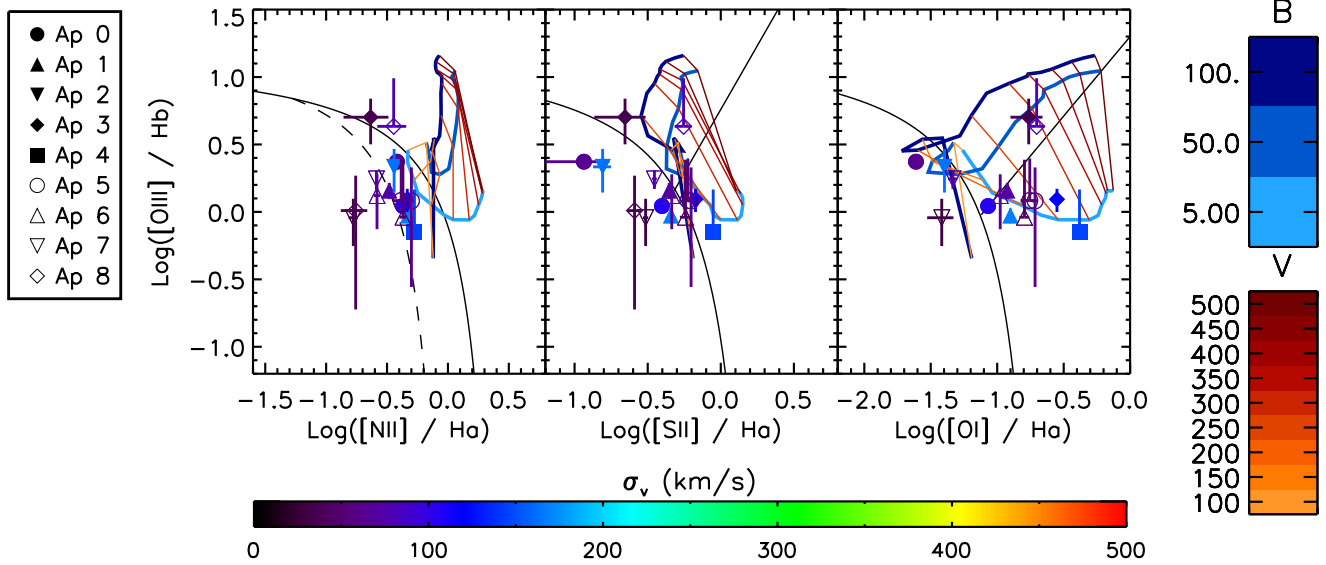 Ap 0
Ap 1
Ap 2
Ap 3
Ap 4
Ap 5
Ap 6
Ap 7
Ap 8
Log([OIII] / Hb)
1.5
1.0
0.5
0.0
−0.5
−1.0
−1.5 −1.0 −0.5 0.0 0.5
Log([NII] / Ha)
−1.0 −0.5 0.0 0.5
Log([SII] / Ha)
−2.0 −1.5 −1.0 −0.5 0.0
Log([OI] / Ha)
B
100.
50.0
5.00
V
500
450
400
350
300
250
200
150
100
σv (km/s)
0 100 200 300 400 500